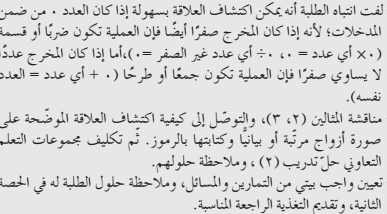 لفت انتباه الطلبة أنه يمكن اكتشاف العلاقة بسهولة إذا كان العدد ٠ من ضمن
المدخلات؛ لأنه إذا كان المخرج صفرًا أيضًا فإن العملية تكون ضربًا أو قسمة
(٠× أي عدد = ٠، ٠÷ أي عدد غير الصفر =٠)،أما إذا كان المخرج عددًا
لا يساوي صفرًا فإن العملية تكون جمعًا أو طرحًا (٠ + أي عدد = العدد
نفسه).
مناقشة المثالين (٢، ٣)، والتوصّل إلى كيفية اكتشاف العلاقة الموضّحة على
صورة أزواج مرتّبة أو بيانيًّا وكتابتها بالرموز. ثّم تكليف مجموعات التعلم
التعاوني حلّ تدريب (٢) ، وملاحظة حلولهم.
تعيين واجب بيتي من التمارين والمسائل، وملاحظة حلول الطلبة له في الحصة
الثانية، وتقديم التغذية الراجعة المناسبة.